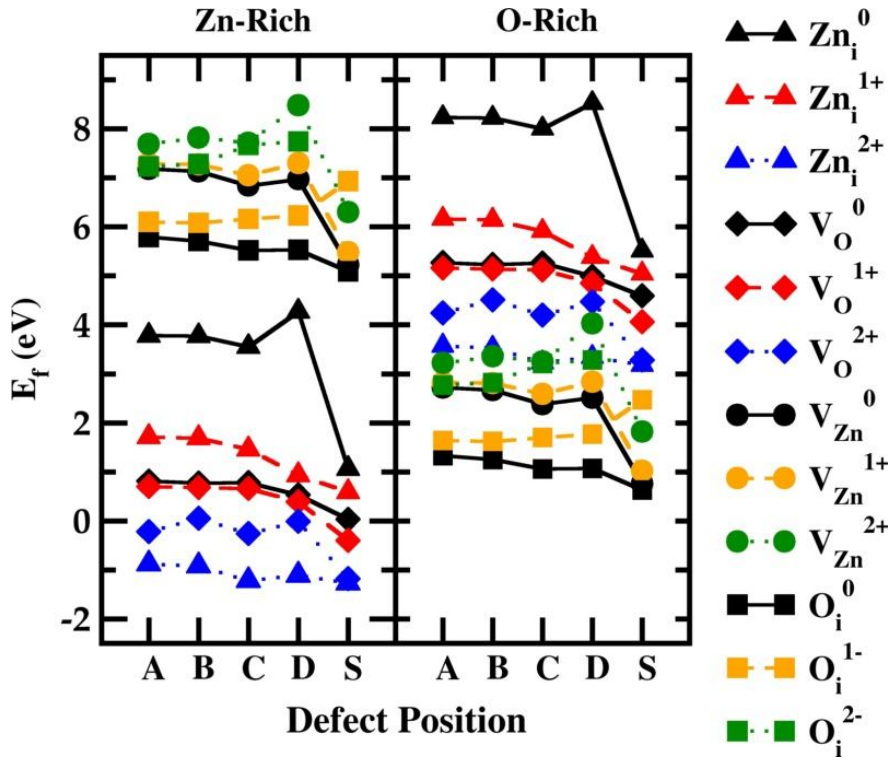 Zn-Rich O-Rich
E_f (eV)
8
6
4
2
0
-2
A B C D S A B C D S
Defect Position
Zn_i^0
Zn_i^1+
Zn_i^2+
V_O^0
V_O^1+
V_O^2+
V_Zn^0
V_Zn^1+
V_Zn^2+
O_i^0
O_i^1-
O_i^2-